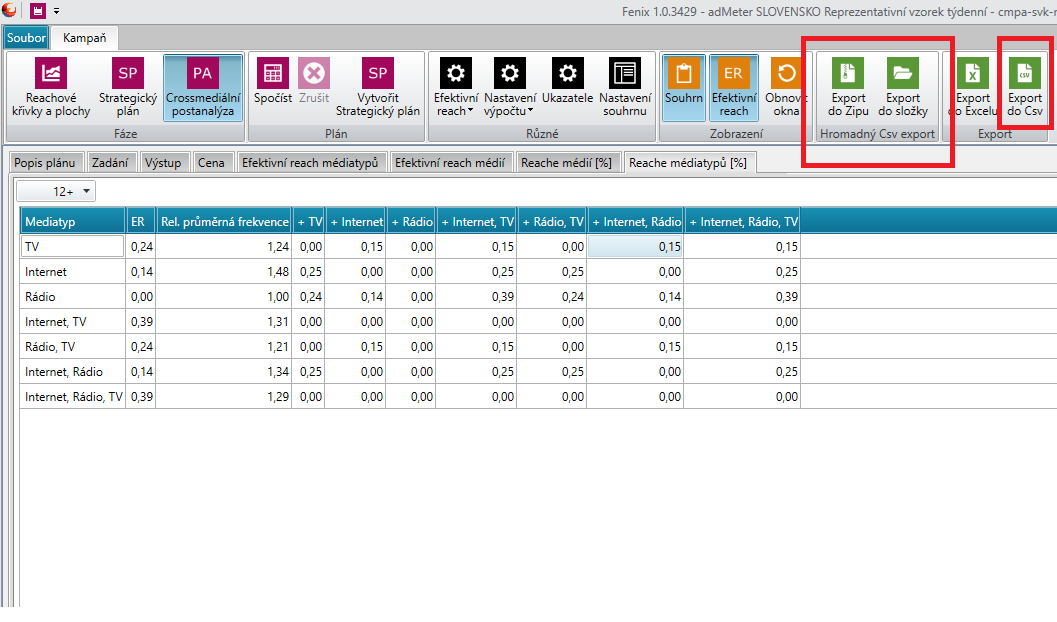 Fenix 1.0.3429 - adMeter SLOVENSKO Reprezentativní vzorek týdenní - cmpa-svk-r
Soubor Kampaň
Reachové křivky a plochy
Strategický plán
Crossmediální postanalýza
Fáze
Spočíst
Zrušit
Vytvořit Strategický plán
Plán
Efektivní reach
Nastavení výpočtu
Ukazatele
Nastavení souhrnu
Různé
Souhrn
Efektivní reach
Obnovit okna
Zobrazení
Export do Zipu
Export do složky
Hromadný Csv export
Export do Excelu
Export do Csv
Export
SP PA SP ER X CSV
Popis plánu Zadání Výstup Cena Efektivní reach médiatypů Efektivní reach médií Reache médií [%] Reache médiatypů [%]
12+
Mediatyp ER Rel. průměrná frekvence + TV + Internet + Rádio + Internet, TV + Rádio, TV + Internet, Rádio + Internet, Rádio, TV
TV 0,24 1,24 0,00 0,15 0,00 0,15 0,00 0,15 0,15
Internet 0,14 1,48 0,25 0,00 0,00 0,25 0,25 0,00 0,25
Rádio 0,00 1,00 0,24 0,14 0,00 0,39 0,24 0,14 0,39
Internet, TV 0,39 1,31 0,00 0,00 0,00 0,00 0,00 0,00 0,00
Rádio, TV 0,24 1,21 0,00 0,15 0,00 0,15 0,00 0,15 0,15
Internet, Rádio 0,14 1,34 0,25 0,00 0,00 0,25 0,25 0,00 0,25
Internet, Rádio, TV 0,39 1,29 0,00 0,00 0,00 0,00 0,00 0,00 0,00